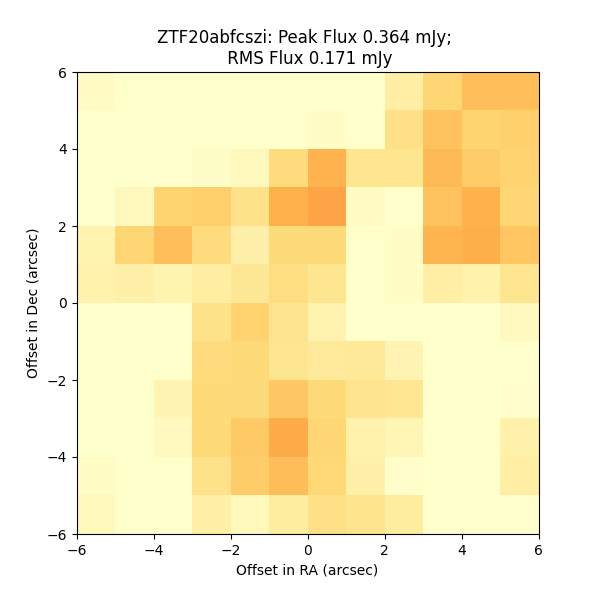 ZTF20abfcszi: Peak Flux 0.364 mJy;
RMS Flux 0.171 mJy
6
4
2
0
−2
−4
−6
Offset in Dec (arcsec)
−6 −4 −2 0 2 4 6
Offset in RA (arcsec)